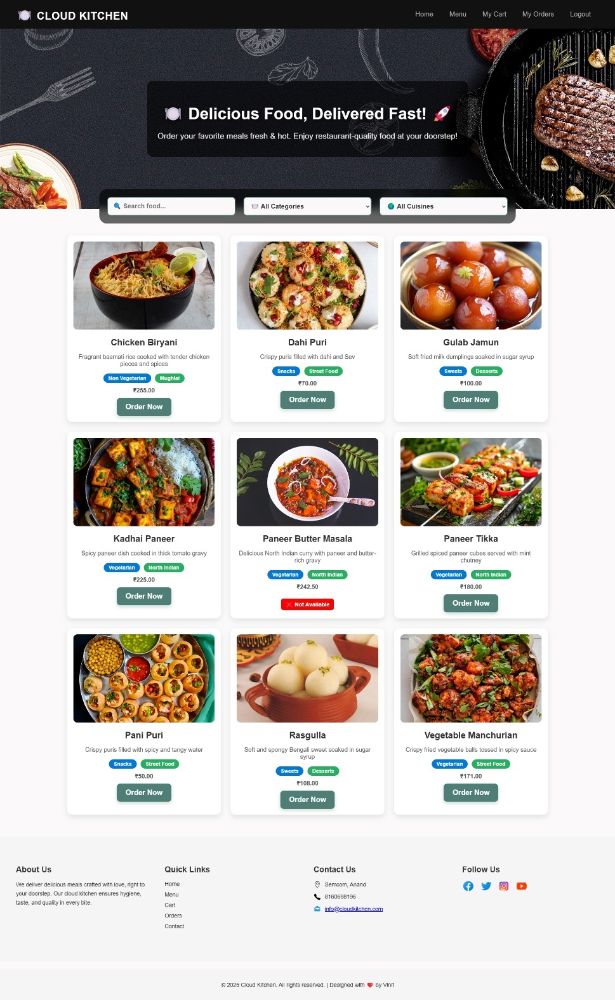 CLOUD KITCHEN
Home Menu My Cart My Orders Logout
Delicious Food, Delivered Fast!
Order your favorite meals fresh & hot. Enjoy restaurant-quality food at your doorstep!
Search food...
All Categories
All Cuisines
Chicken Biryani
Fragrant basmati rice cooked with tender chicken
pieces and spices
Non Vegetarian Mughlai
₹255.00
Order Now
Dahi Puri
Crispy puris filled with dahi and Sev
Snacks Street Food
₹70.00
Order Now
Gulab Jamun
Soft fried milk dumplings soaked in sugar syrup
Sweets Desserts
₹100.00
Order Now
Kadhai Paneer
Spicy paneer dish cooked in thick tomato gravy
Vegetarian North Indian
₹225.00
Order Now
Paneer Butter Masala
Delicious North Indian curry with paneer and butter-
rich gravy
Vegetarian North Indian
₹242.50
Not Available
Paneer Tikka
Grilled spiced paneer cubes served with mint
chutney
Vegetarian North Indian
₹180.00
Order Now
Pani Puri
Crispy puris filled with spicy and tangy water
Snacks Street Food
₹50.00
Order Now
Rasgulla
Soft and spongy Bengali sweet soaked in sugar
syrup
Sweets Desserts
₹108.00
Order Now
Vegetable Manchurian
Crispy fried vegetable balls tossed in spicy sauce
Vegetarian Street Food
₹171.00
Order Now
About Us
We deliver delicious meals crafted with love, right to
your doorstep. Our cloud kitchen ensures hygiene,
taste, and quality in every bite.
Quick Links
Home
Menu
Cart
Orders
Contact
Contact Us
Semcom, Anand
8160698196
info@cloudkitchen.com
Follow Us
© 2025 Cloud Kitchen. All rights reserved. | Designed with ❤ by Vinit